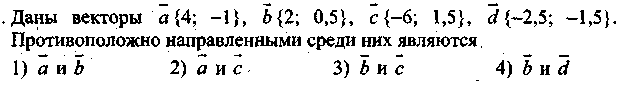 . Даны векторы a̅ {4; −1}, b̅ {2; 0,5}, c̅ {−6; 1,5}, d̅ {−2,5; −1,5}.
Противоположно направленными среди них являются
1) a̅ и b̅ 2) a̅ и c̅ 3) b̅ и c̅ 4) b̅ и d̅